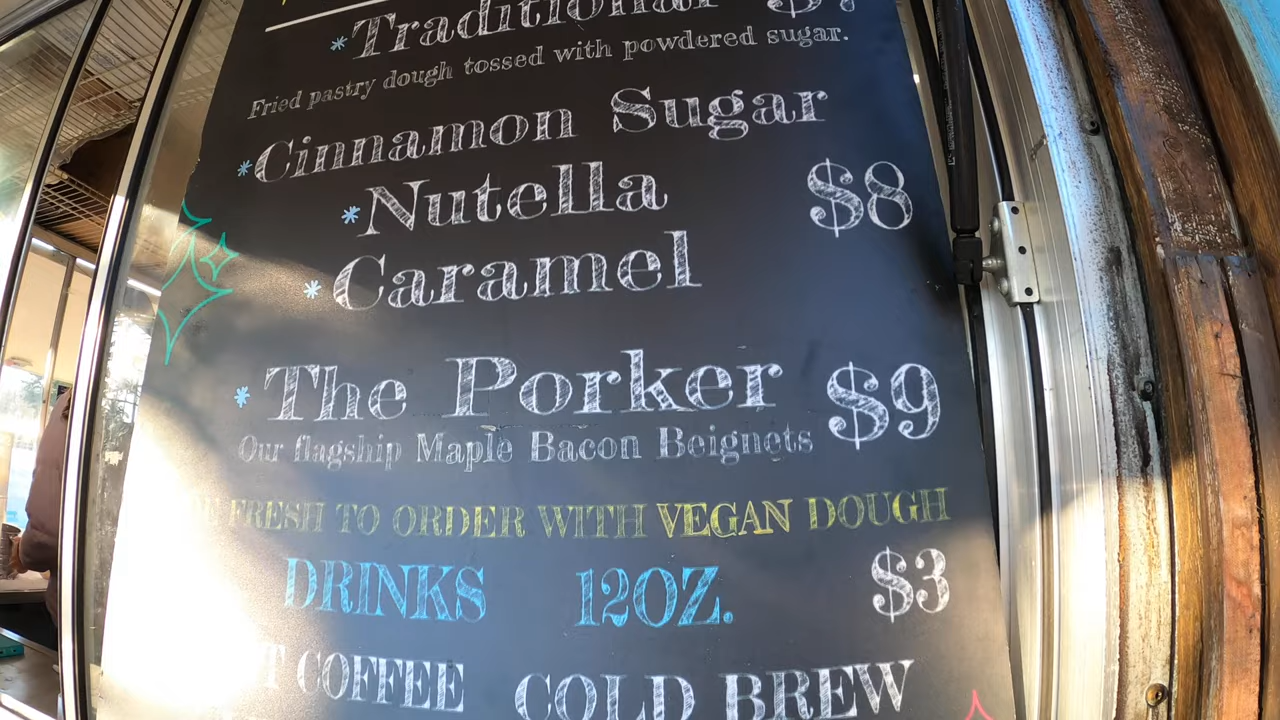 * Traditional
Fried pastry dough tossed with powdered sugar.
* Cinnamon Sugar
* Nutella $8
* Caramel
* The Porker $9
Our flagship Maple Bacon Beignets
FRESH TO ORDER WITH VEGAN DOUGH
DRINKS 12OZ. $3
COFFEE COLD BREW